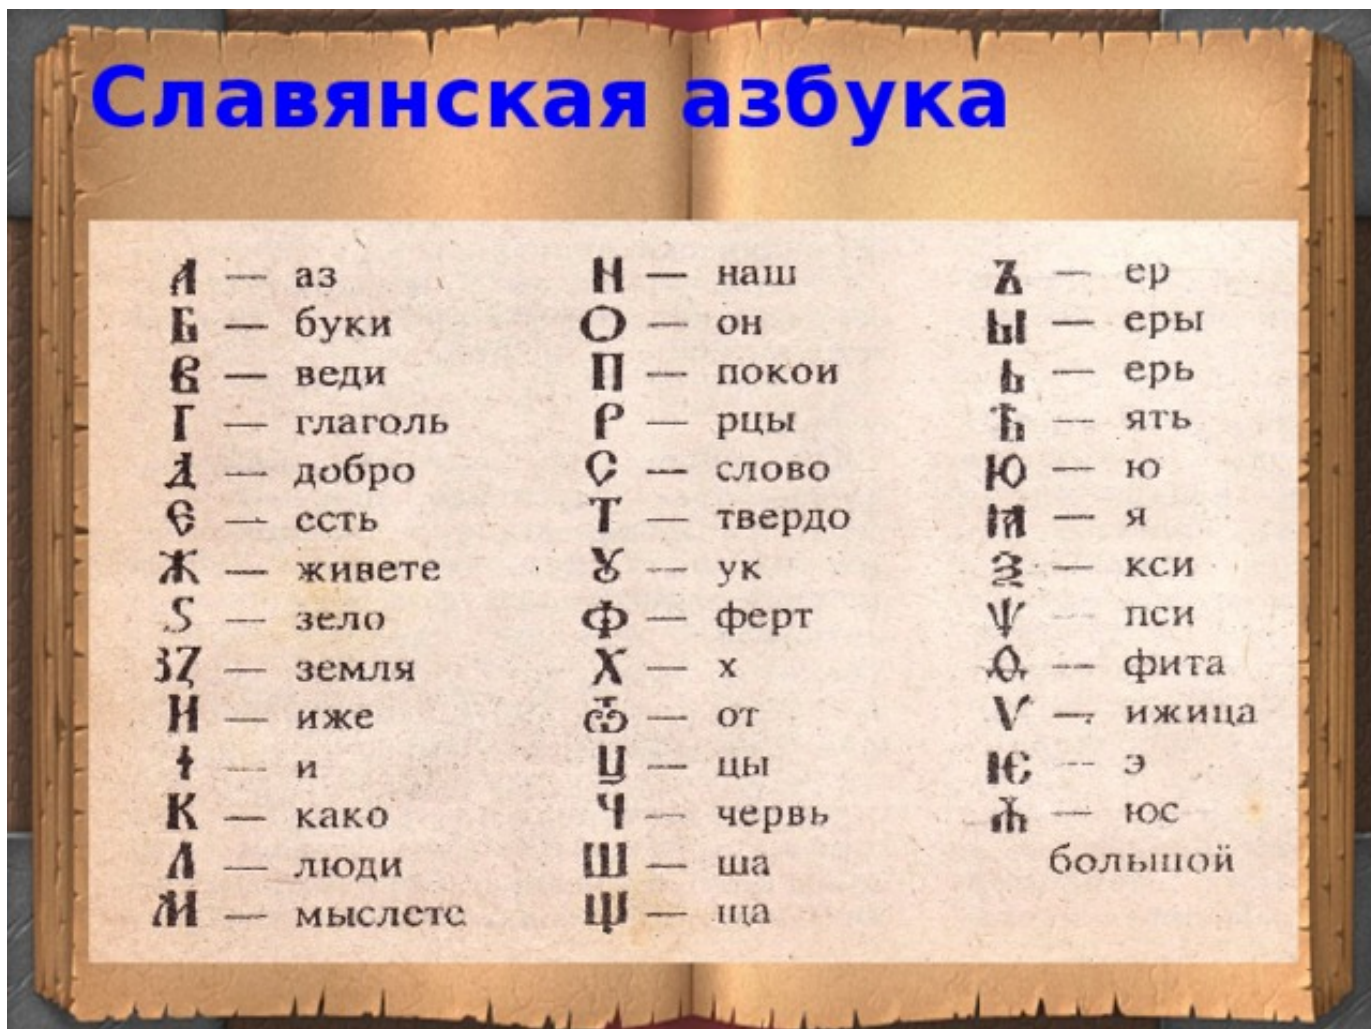 Славянская азбука
А — аз
Б — буки
В — веди
Г — глаголь
Д — добро
Є — есть
Ж — живете
Ѕ — зело
ЗꙀ — земля
И — иже
І — и
К — како
Л — люди
М — мыслете
Н — наш
О — он
П — покои
Р — рцы
С — слово
Т — твердо
Ȣ — ук
Ф — ферт
Х — х
Ѿ — от
Ц — цы
Ч — червь
Ш — ша
Щ — ща
Ъ — ер
Ы — еры
Ь — ерь
Ѣ — ять
Ю — ю
Ꙗ — я
Ѯ — кси
Ѱ — пси
Ѳ — фита
Ѵ — ижица
Ѥ — э
Ѫ — юс
большой